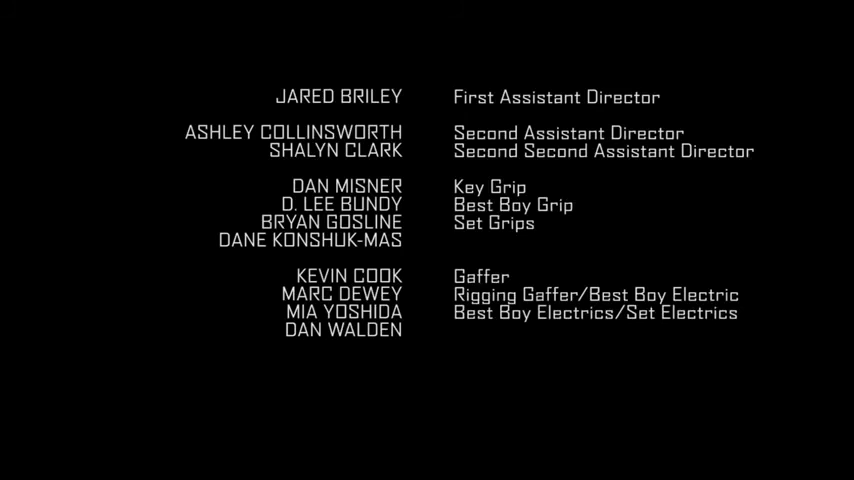 JARED BRILEY First Assistant Director
ASHLEY COLLINSWORTH Second Assistant Director
SHALYN CLARK Second Second Assistant Director
DAN MISNER Key Grip
D. LEE BUNDY Best Boy Grip
BRYAN GOSLINE Set Grips
DANE KONSHUK-MAS
KEVIN COOK Gaffer
MARC DEWEY Rigging Gaffer/Best Boy Electric
MIA YOSHIDA Best Boy Electrics/Set Electrics
DAN WALDEN